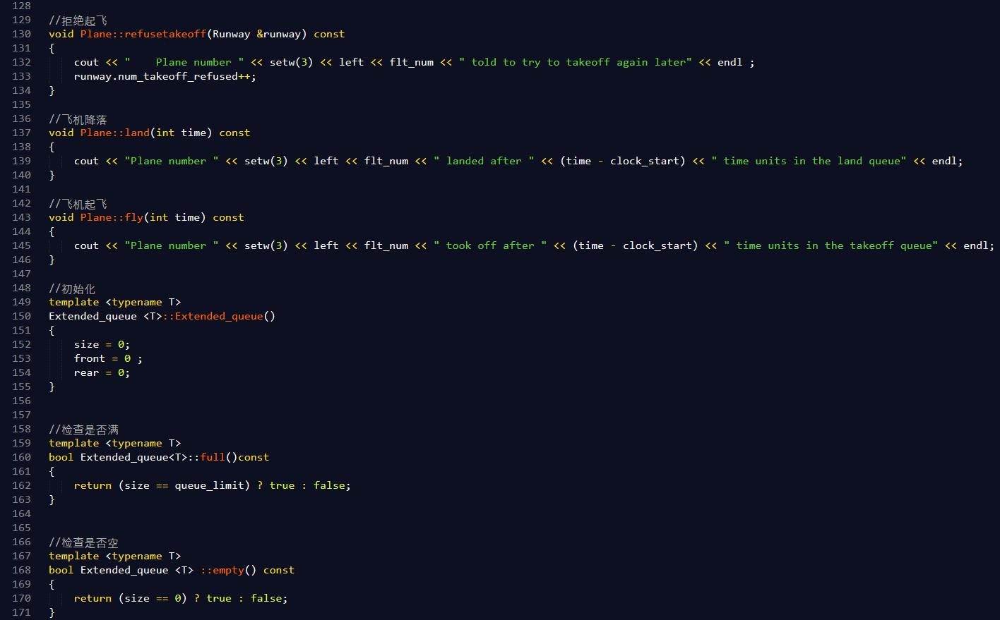 128
129 //拒绝起飞
130 void Plane::refusetakeoff(Runway &runway) const
131 {
132     cout << "    Plane number " << setw(3) << left << flt_num << " told to try to takeoff again later" << endl ;
133     runway.num_takeoff_refused++;
134 }
135
136 //飞机降落
137 void Plane::land(int time) const
138 {
139     cout << "Plane number " << setw(3) << left << flt_num << " landed after " << (time - clock_start) << " time units in the land queue" << endl;
140 }
141
142 //飞机起飞
143 void Plane::fly(int time) const
144 {
145     cout << "Plane number " << setw(3) << left << flt_num << " took off after " << (time - clock_start) << " time units in the takeoff queue" << endl;
146 }
147
148 //初始化
149 template <typename T>
150 Extended_queue <T>::Extended_queue()
151 {
152     size = 0;
153     front = 0 ;
154     rear = 0;
155 }
156
157
158 //检查是否满
159 template <typename T>
160 bool Extended_queue<T>::full()const
161 {
162     return (size == queue_limit) ? true : false;
163 }
164
165
166 //检查是否空
167 template <typename T>
168 bool Extended_queue <T> ::empty() const
169 {
170     return (size == 0) ? true : false;
171 }